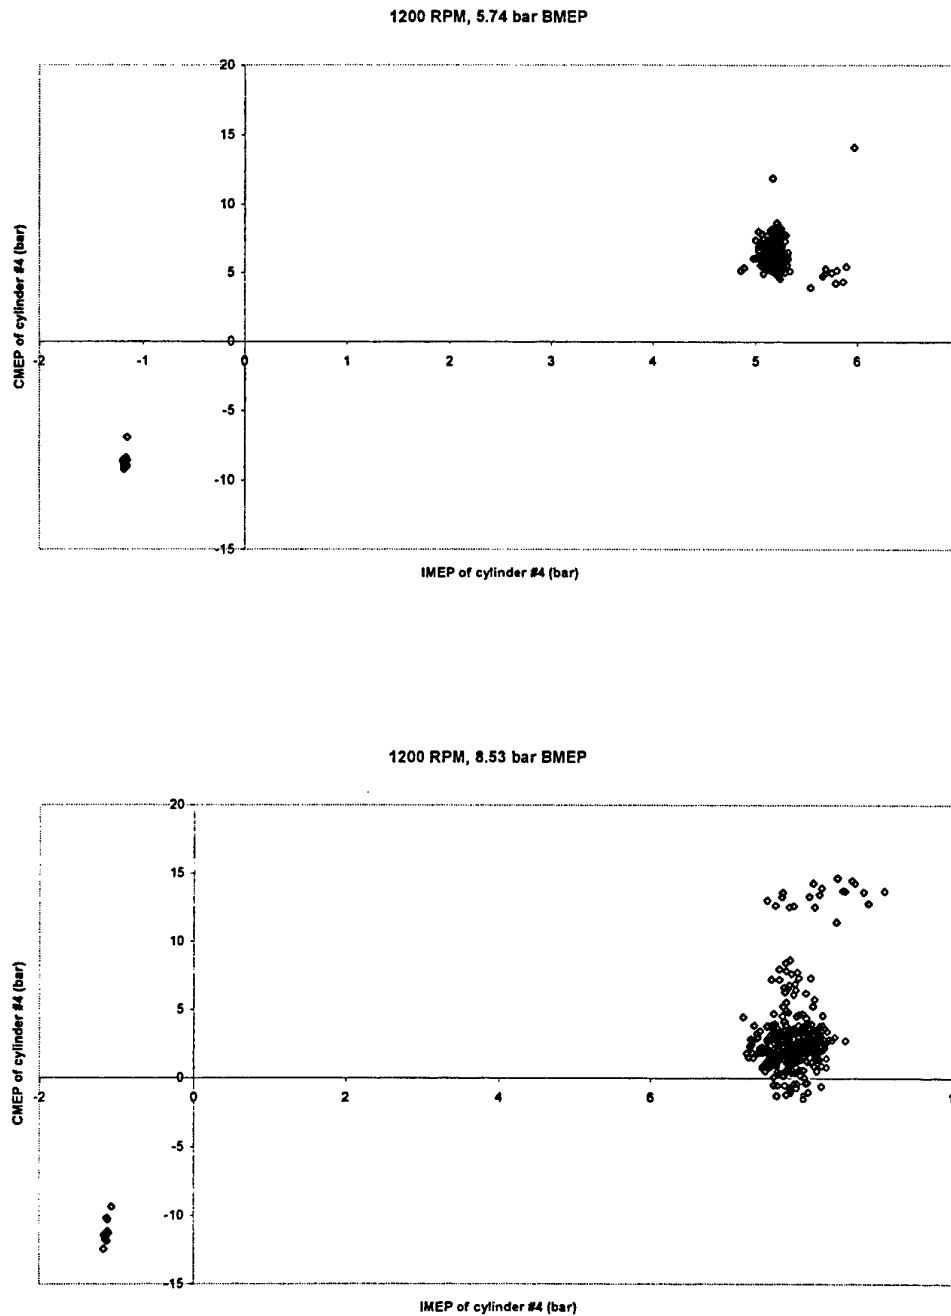 1200 RPM, 5.74 bar BMEP
20
15
10
5
0
-2 -1 0 1 2 3 4 5 6
-5
-10
-15
CMEP of cylinder #4 (bar)
IMEP of cylinder #4 (bar)
1200 RPM, 8.53 bar BMEP
20
15
10
5
0
-2 0 2 4 6 8 1
-5
-10
-15
CMEP of cylinder #4 (bar)
IMEP of cylinder #4 (bar)